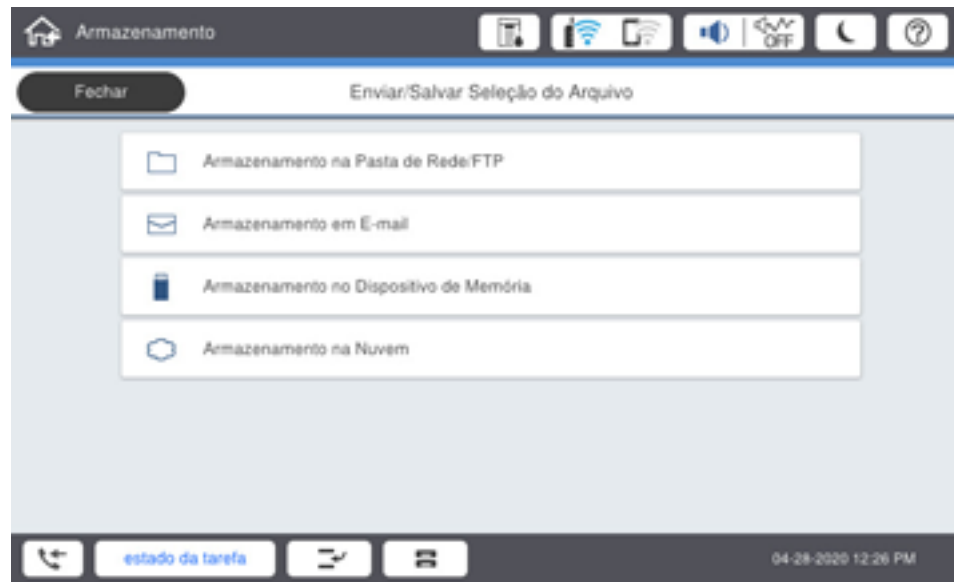 Armazenamento
OFF
Fechar
Enviar/Salvar Seleção do Arquivo
Armazenamento na Pasta de Rede/FTP
Armazenamento em E-mail
Armazenamento no Dispositivo de Memória
Armazenamento na Nuvem
estado da tarefa
04-28-2020 12:26 PM